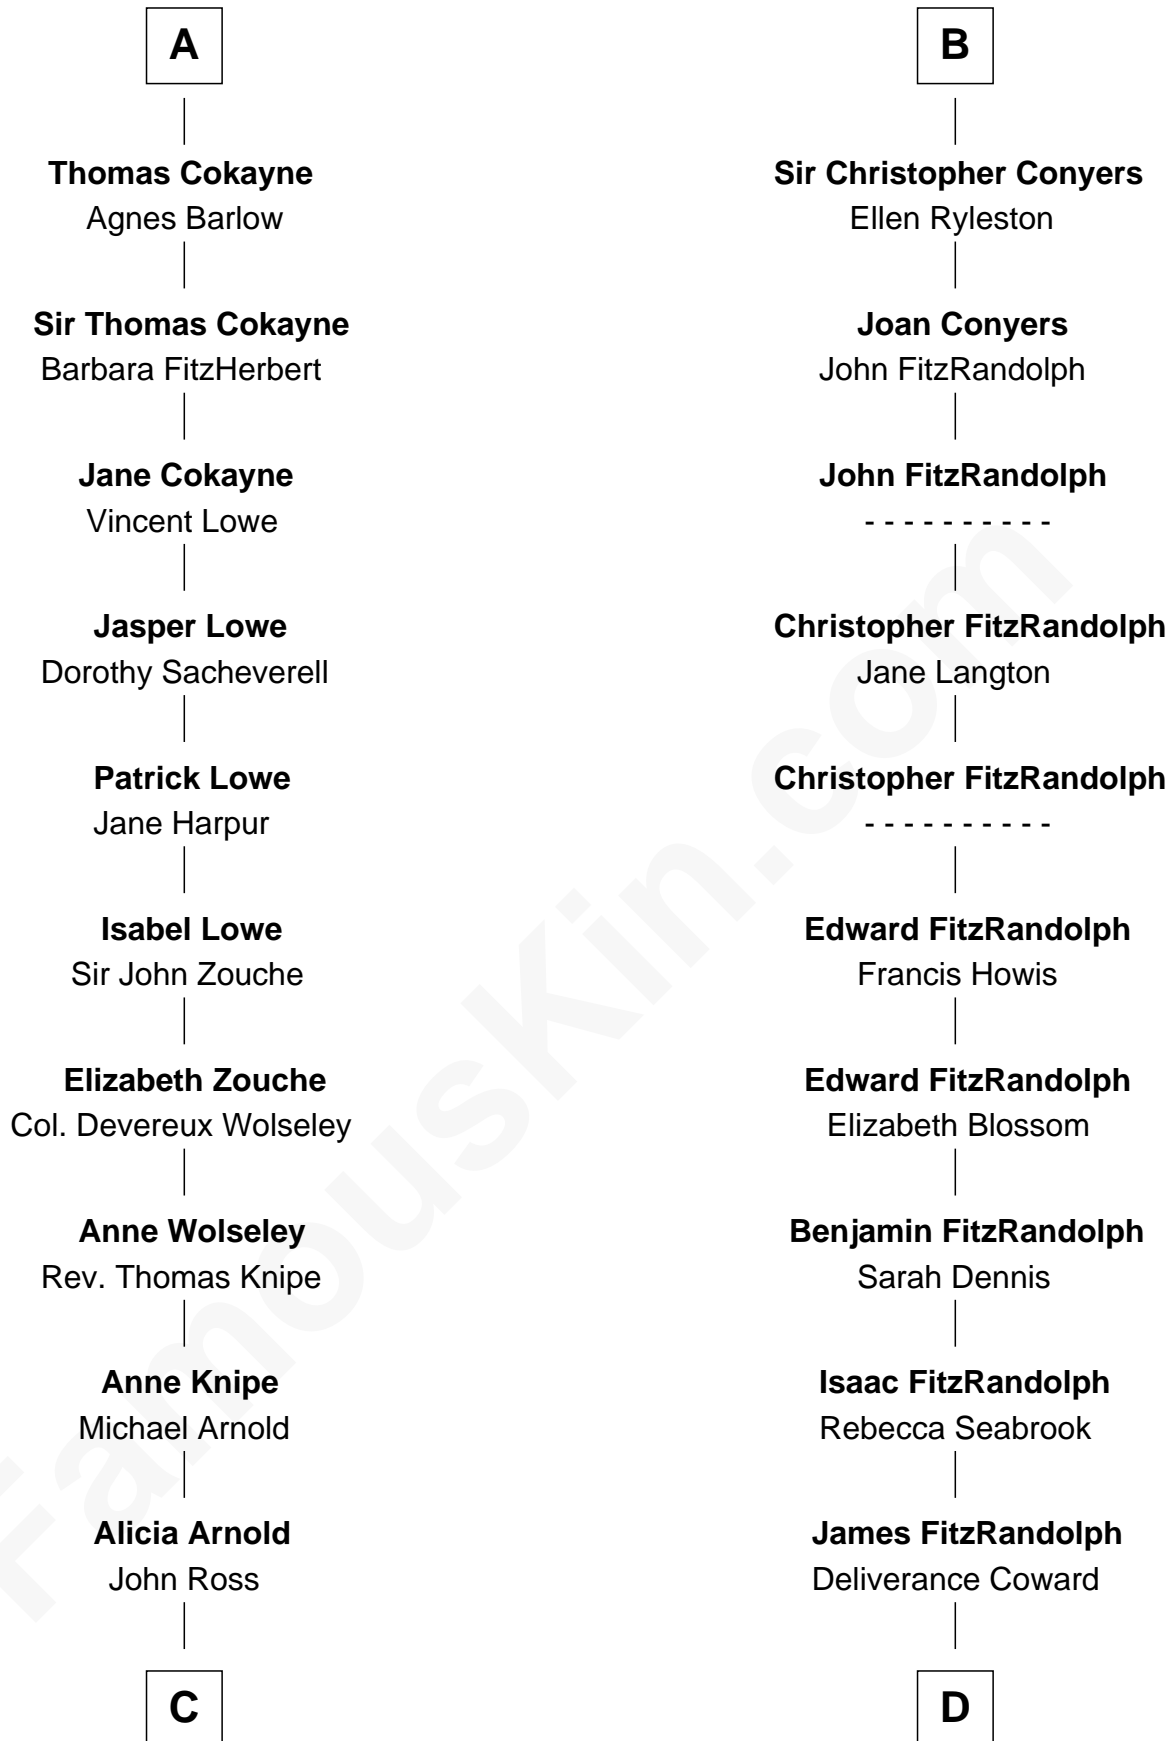 A
Thomas Cokayne
Agnes Barlow
Sir Thomas Cokayne
Barbara FitzHerbert
Jane Cokayne
Vincent Lowe
Jasper Lowe
Dorothy Sacheverell
Patrick Lowe
Jane Harpur
Isabel Lowe
Sir John Zouche
Elizabeth Zouche
Col. Devereux Wolseley
Anne Wolseley
Rev. Thomas Knipe
Anne Knipe
Michael Arnold
Alicia Arnold
John Ross
C
B
Sir Christopher Conyers
Ellen Ryleston
Joan Conyers
John FitzRandolph
John FitzRandolph
- - - - - - - - - -
Christopher FitzRandolph
Jane Langton
Christopher FitzRandolph
- - - - - - - - - -
Edward FitzRandolph
Francis Howis
Edward FitzRandolph
Elizabeth Blossom
Benjamin FitzRandolph
Sarah Dennis
Isaac FitzRandolph
Rebecca Seabrook
James FitzRandolph
Deliverance Coward
D
FamousKin.com